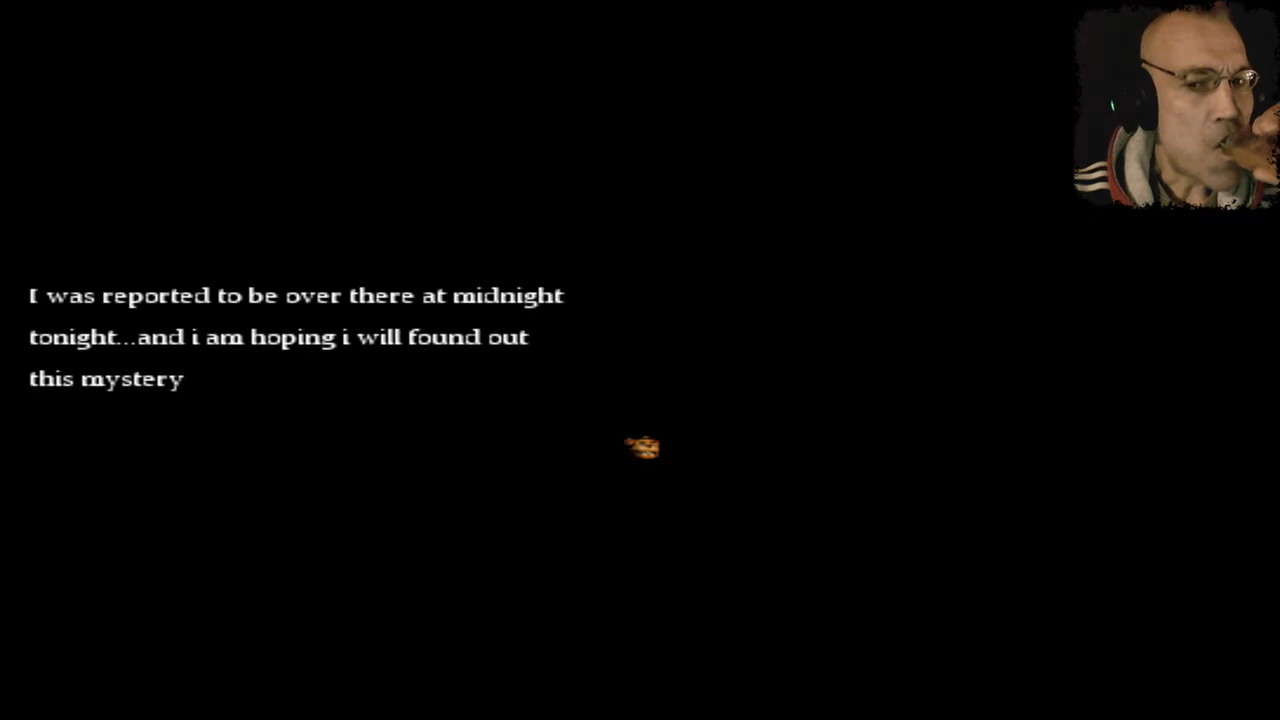 I was reported to be over there at midnight
tonight...and i am hoping i will found out
this mystery